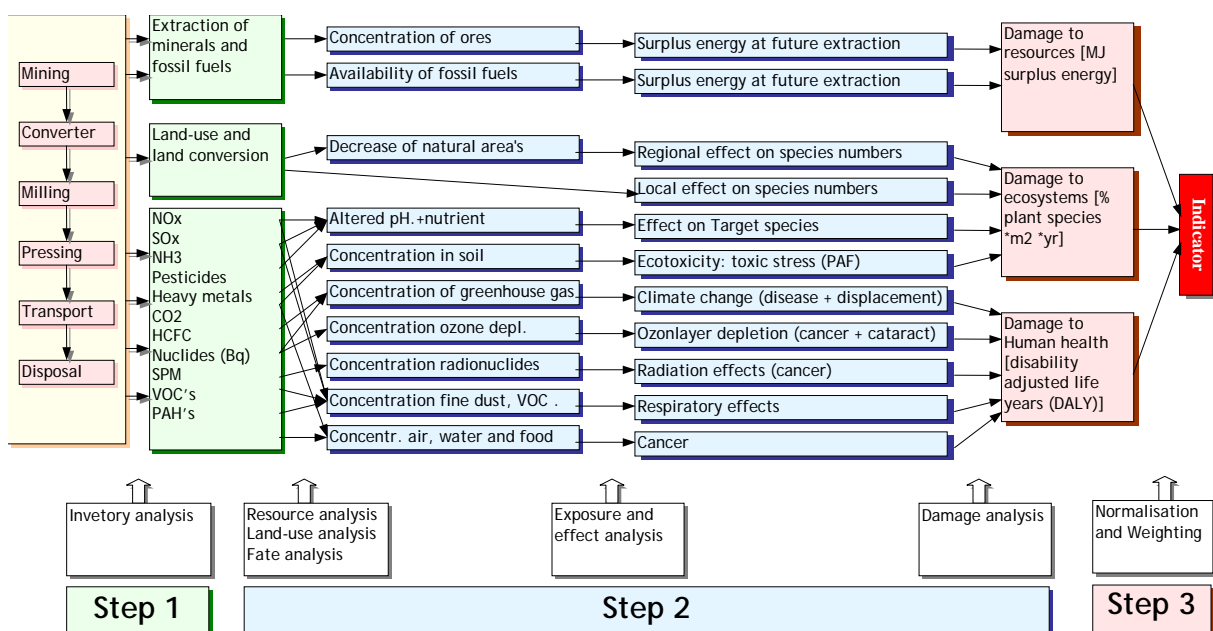 Mining
Converter
Milling
Pressing
Transport
Disposal
Extraction of
minerals and
fossil fuels
Land-use and
land conversion
NOx
SOx
NH3
Pesticides
Heavy metals
CO2
HCFC
Nuclides (Bq)
SPM
VOC's
PAH's
Concentration of ores
Availability of fossil fuels
Decrease of natural area's
Altered pH.+nutrient
Concentration in soil
Concentration of greenhouse gas
Concentration ozone depl.
Concentration radionuclides
Concentration fine dust, VOC .
Concentr. air, water and food
Surplus energy at future extraction
Surplus energy at future extraction
Regional effect on species numbers
Local effect on species numbers
Effect on Target species
Ecotoxicity: toxic stress (PAF)
Climate change (disease + displacement)
Ozonlayer depletion (cancer + cataract)
Radiation effects (cancer)
Respiratory effects
Cancer
Damage to
resources [MJ
surplus energy]
Damage to
ecosystems [%
plant species
*m2 *yr]
Damage to
Human health
[disability
adjusted life
years (DALY)]
Indicator
Invetory analysis
Resource analysis
Land-use analysis
Fate analysis
Exposure and
effect analysis
Damage analysis
Normalisation
and Weighting
Step 1
Step 2
Step 3